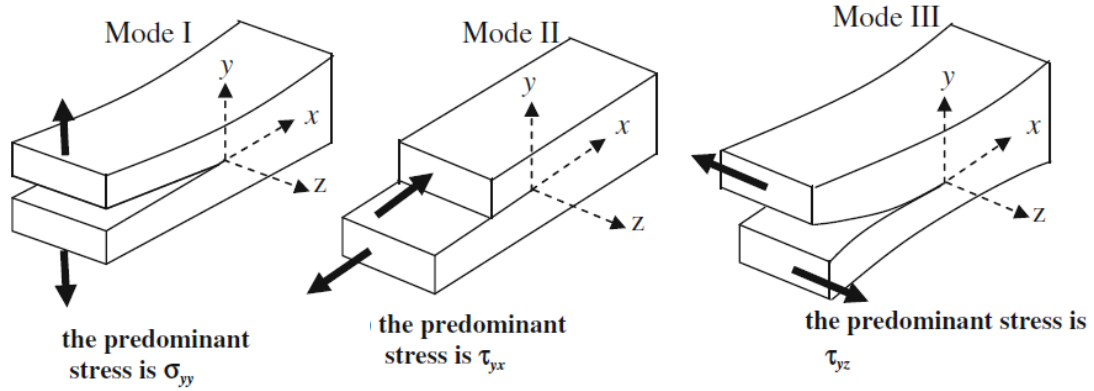 Mode I
y
x
z
the predominant
stress is σyy
Mode II
y
x
z
) the predominant
stress is τyx
Mode III
y
x
z
the predominant stress is
τyz